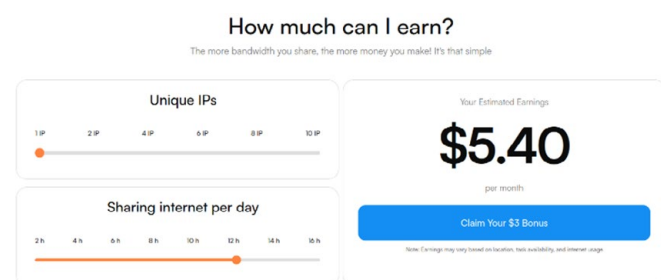 How much can I earn?
The more bandwidth you share, the more money you make! It's that simple
Unique IPs
1 IP 2 IP 4 IP 6 IP 8 IP 10 IP
Sharing internet per day
2 h 4 h 6 h 8 h 10 h 12 h 14 h 16 h
Your Estimated Earnings
$5.40
per month
Claim Your $3 Bonus
Note: Earnings may vary based on location, task availability, and internet usage